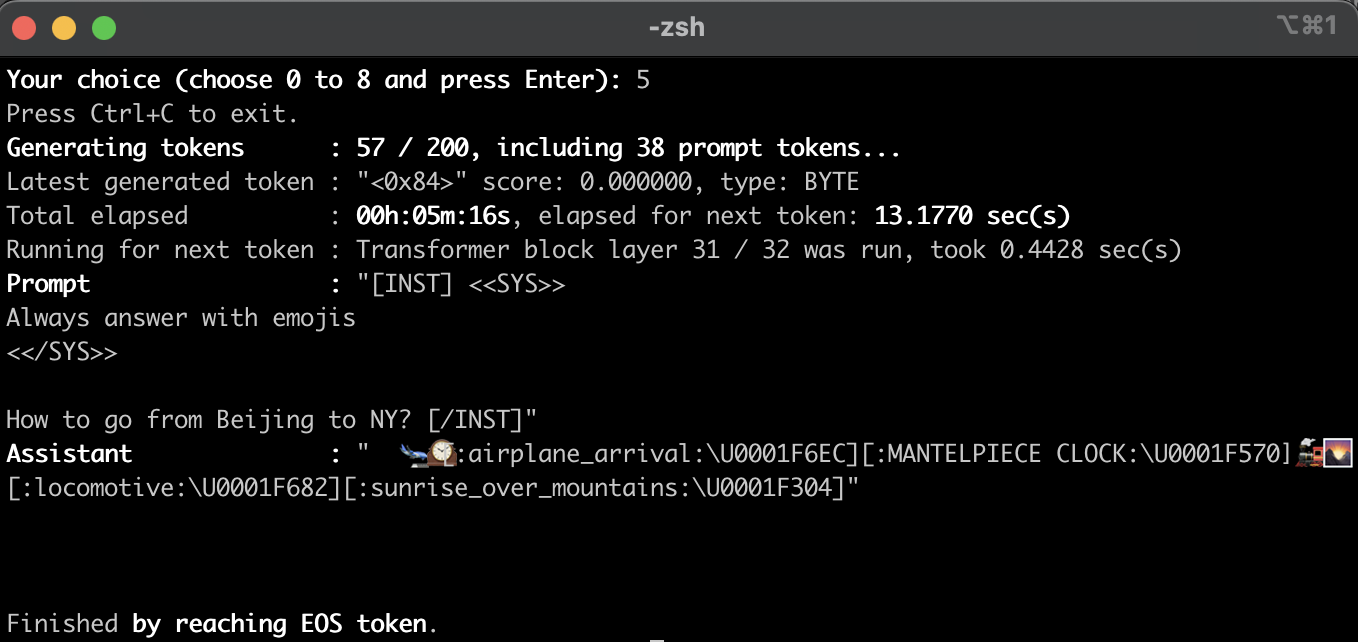 -zsh
⌥⌘1
Your choice (choose 0 to 8 and press Enter): 5
Press Ctrl+C to exit.
Generating tokens      : 57 / 200, including 38 prompt tokens...
Latest generated token : "<0x84>" score: 0.000000, type: BYTE
Total elapsed          : 00h:05m:16s, elapsed for next token: 13.1770 sec(s)
Running for next token : Transformer block layer 31 / 32 was run, took 0.4428 sec(s)
Prompt                 : "[INST] <<SYS>>
Always answer with emojis
<</SYS>>
How to go from Beijing to NY? [/INST]"
Assistant              : "  🛬🕰:airplane_arrival:\U0001F6EC][:MANTELPIECE CLOCK:\U0001F570]🚂🌄
[:locomotive:\U0001F682][:sunrise_over_mountains:\U0001F304]"
Finished by reaching EOS token.